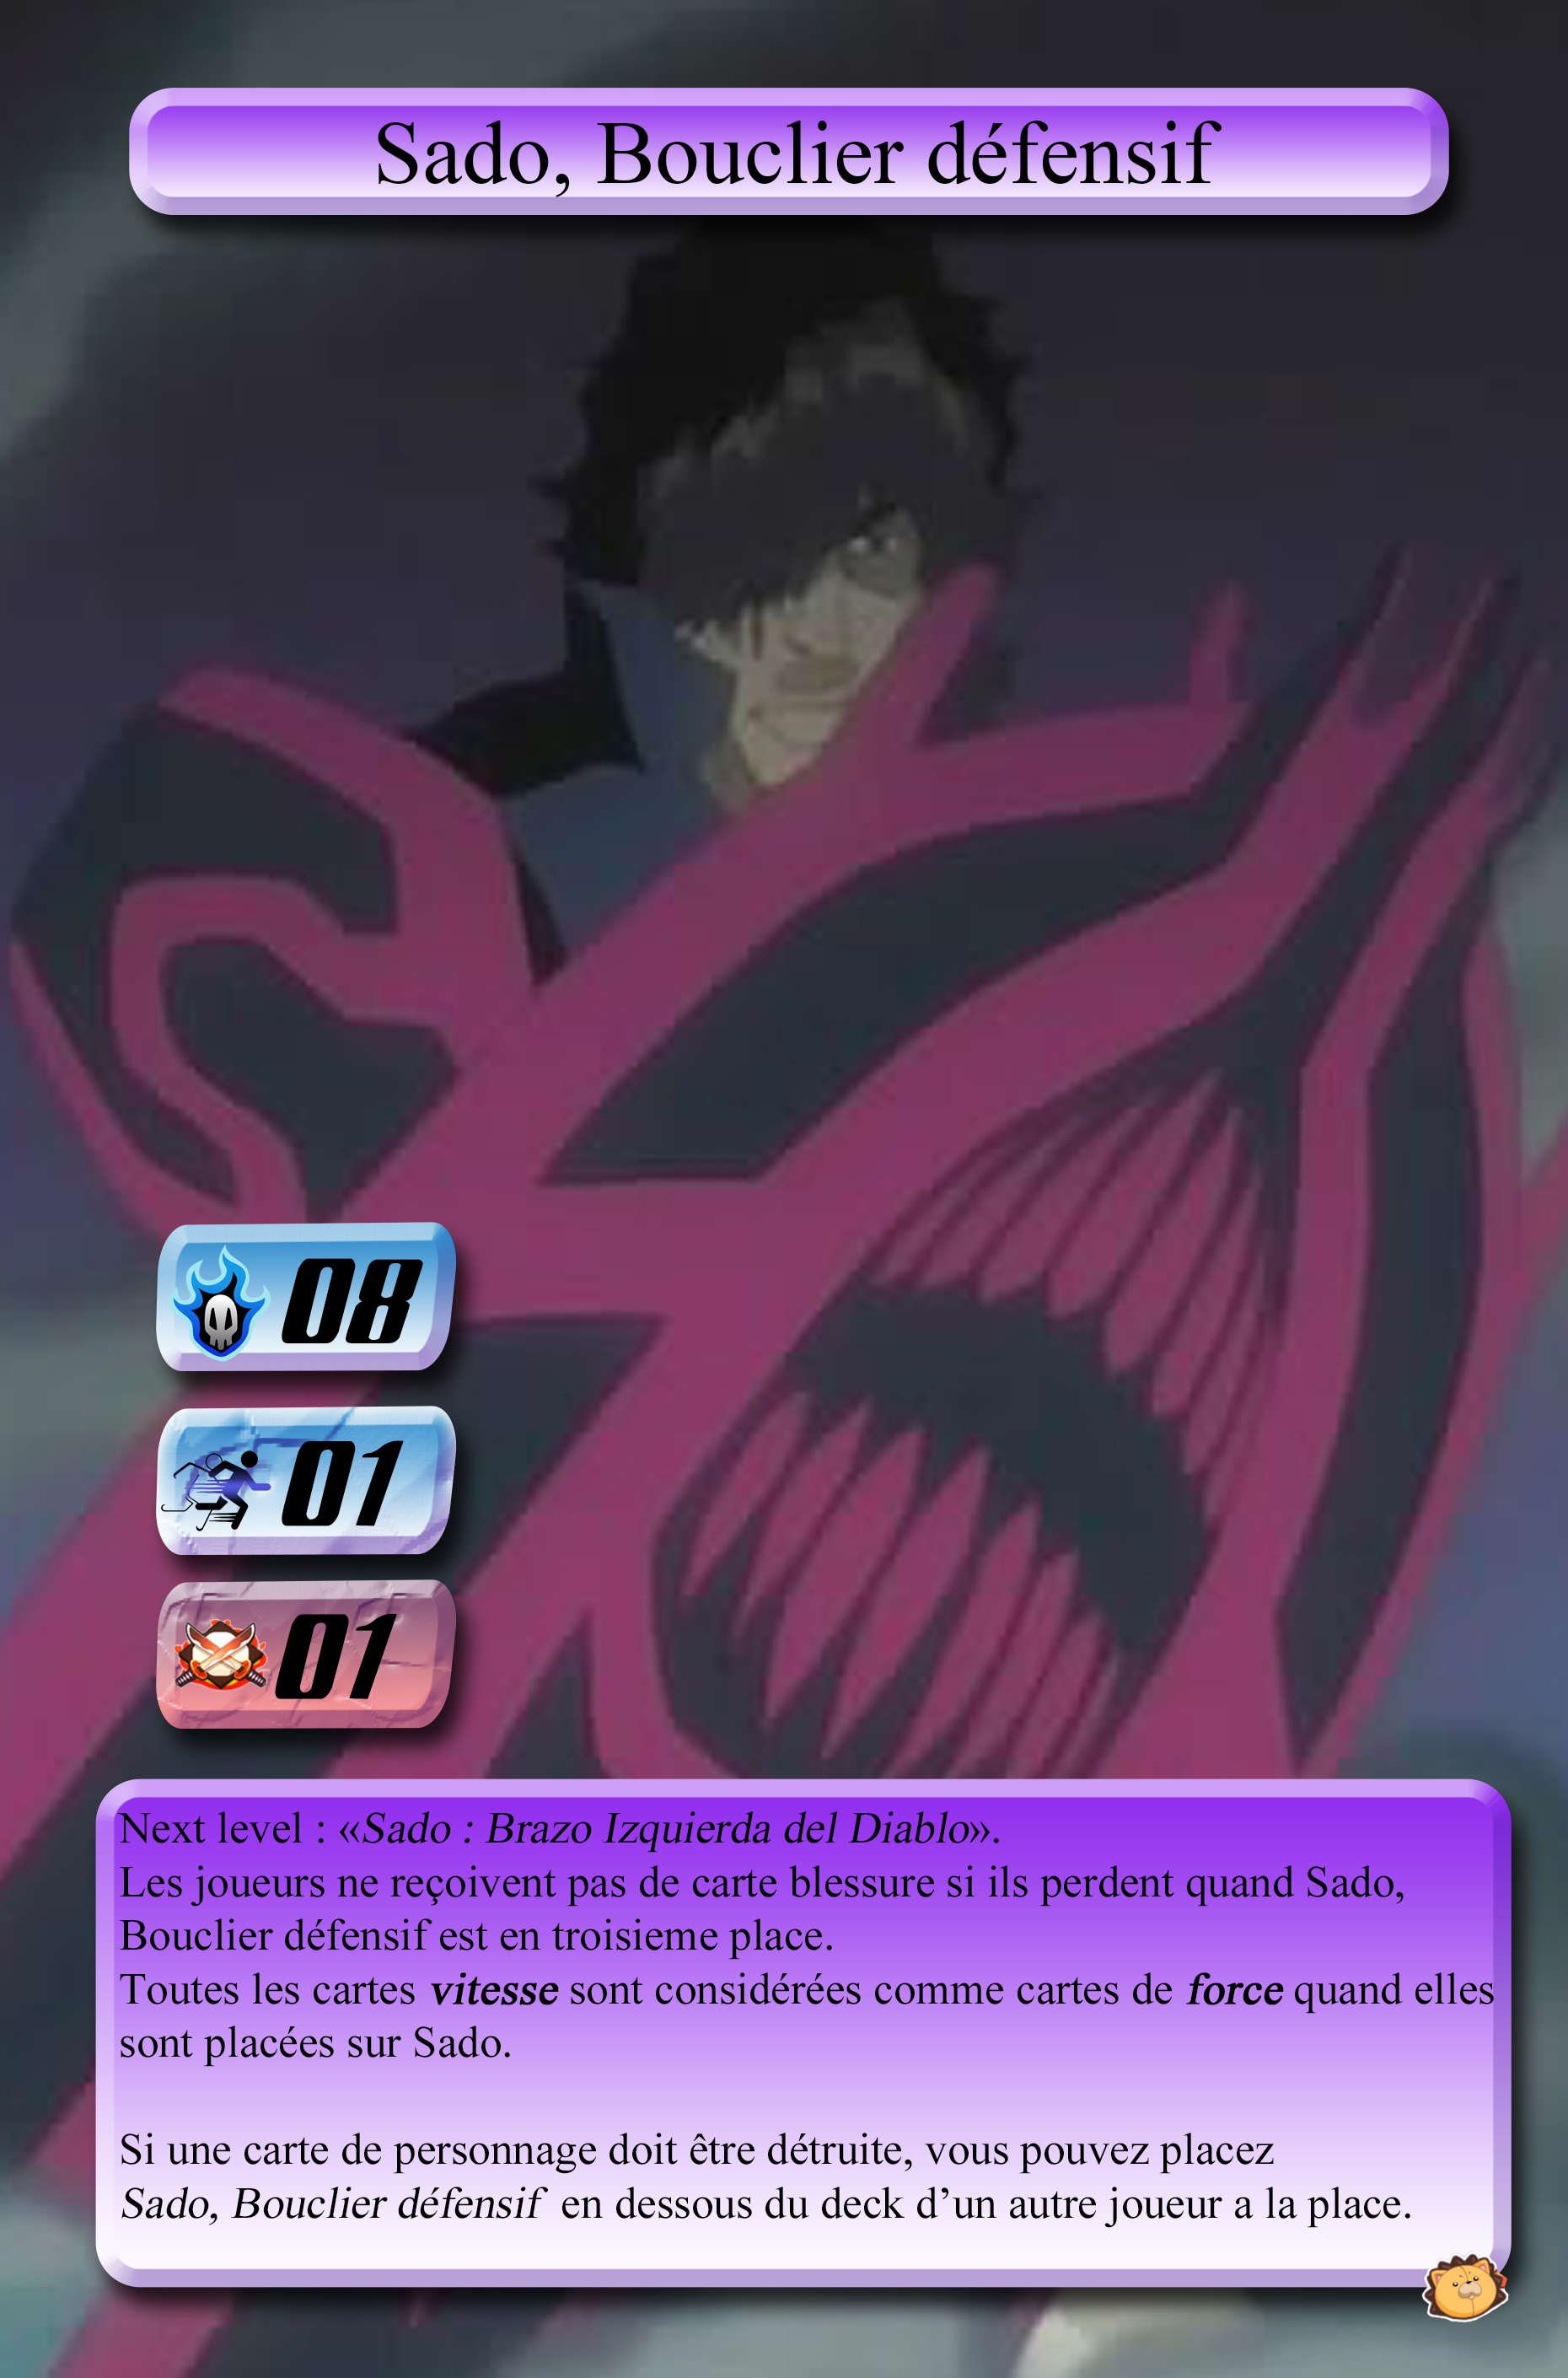 Sado, Bouclier défensif
08
01
01
Next level : «Sado : Brazo Izquierda del Diablo».
Les joueurs ne reçoivent pas de carte blessure si ils perdent quand Sado,
Bouclier défensif est en troisieme place.
Toutes les cartes vitesse sont considérées comme cartes de force quand elles
sont placées sur Sado.
Si une carte de personnage doit être détruite, vous pouvez placez
Sado, Bouclier défensif en dessous du deck d’un autre joueur a la place.